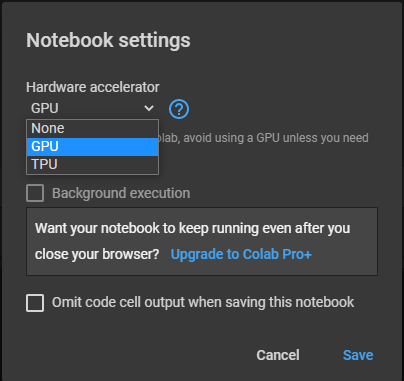 Notebook settings
Hardware accelerator
GPU
None
GPU
TPU
avoid using a GPU unless you need
Background execution
Want your notebook to keep running even after you
close your browser? Upgrade to Colab Pro+
Omit code cell output when saving this notebook
Cancel Save